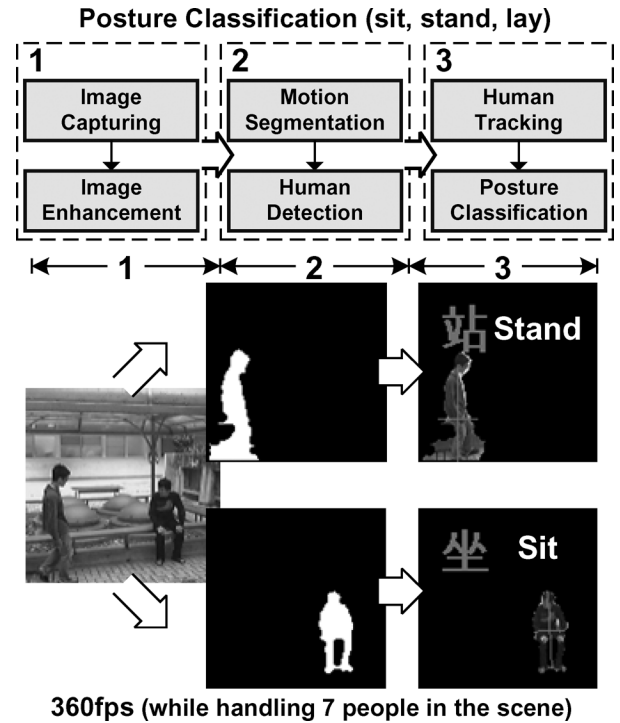 Posture Classification (sit, stand, lay)
1
Image
Capturing
Image
Enhancement
2
Motion
Segmentation
Human
Detection
3
Human
Tracking
Posture
Classification
1
2
3
站 Stand
坐 Sit
360fps (while handling 7 people in the scene)